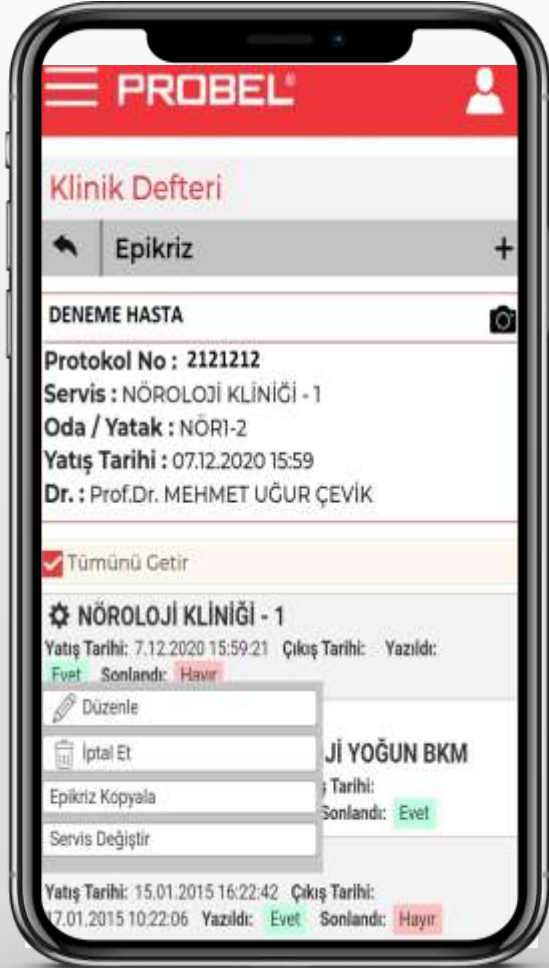 PROBEL®
Klinik Defteri
Epikriz
DENEME HASTA
Protokol No : 2121212
Servis : NÖROLOJİ KLİNİĞİ - 1
Oda / Yatak : NÖR1-2
Yatış Tarihi : 07.12.2020 15:59
Dr. : Prof.Dr. MEHMET UĞUR ÇEVİK
Tümünü Getir
NÖROLOJİ KLİNİĞİ - 1
Yatış Tarihi: 7.12.2020 15:59:21 Çıkış Tarihi: Yazıldı:
Evet Sonlandı: Hayır
Düzenle
İptal Et
Epikriz Kopyala
Servis Değiştir
Jİ YOĞUN BKM
ş Tarihi:
Sonlandı: Evet
Yatış Tarihi: 15.01.2015 16:22:42 Çıkış Tarihi:
17.01.2015 10:22:06 Yazıldı: Evet Sonlandı: Hayır